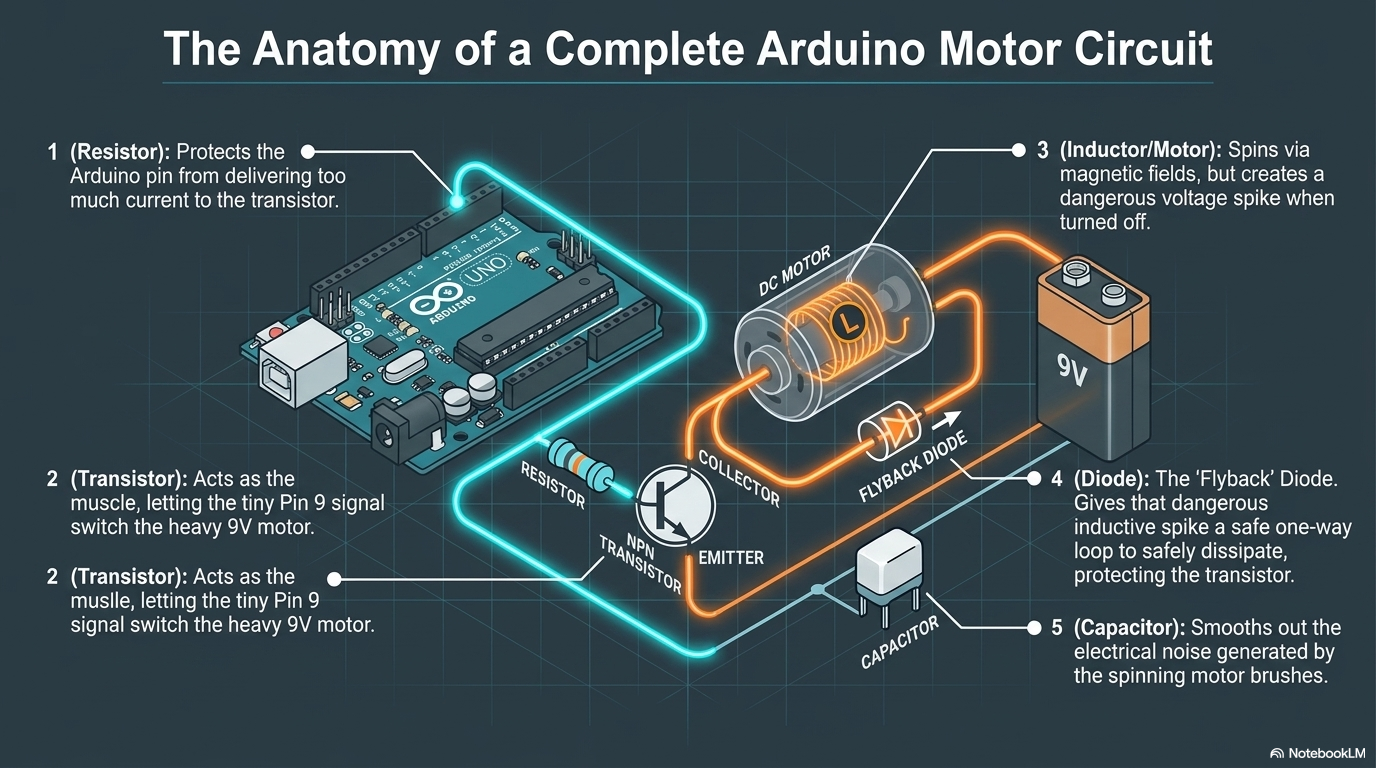 The Anatomy of a Complete Arduino Motor Circuit
1 (Resistor): Protects the
Arduino pin from delivering too
much current to the transistor.
3 (Inductor/Motor): Spins via
magnetic fields, but creates a
dangerous voltage spike when
turned off.
UNO
DC MOTOR
L
9V
RESISTOR
COLLECTOR
FLYBACK DIODE
NPN
TRANSISTOR
EMITTER
CAPACITOR
2 (Transistor): Acts as the
muscle, letting the tiny Pin 9 signal
switch the heavy 9V motor.
2 (Transistor): Acts as the
muslle, letting the tiny Pin 9
signal switch the heavy 9V motor.
4 (Diode): The ‘Flyback’ Diode.
Gives that dangerous
inductive spike a safe one-way
loop to safely dissipate,
protecting the transistor.
5 (Capacitor): Smooths out the
electrical noise generated by
the spinning motor brushes.
NotebookLM